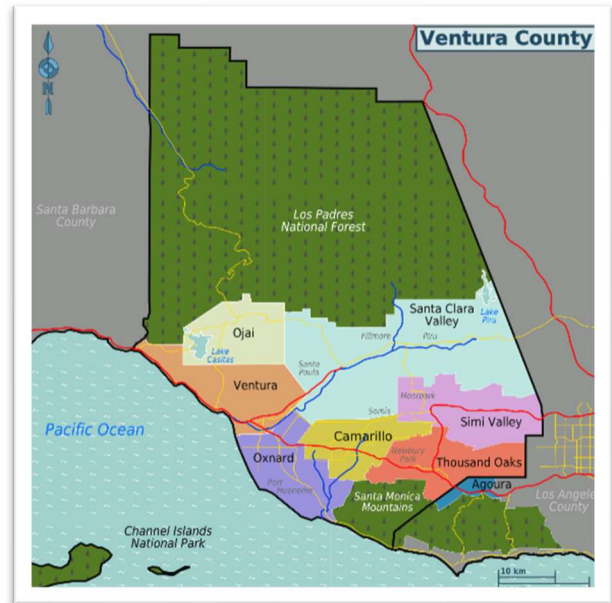 Ventura County
N
Santa Barbara
County
Los Padres
National Forest
Santa Clara
Valley
Lake
Piru
Ojai
Fillmore
Piru
Lake
Casitas
Santa
Paula
Ventura
Moorpark
Somis
Simi Valley
Pacific Ocean
Camarillo
Newbury
Park
Oxnard
Thousand Oaks
Port
Hueneme
Agoura
Santa Monica
Mountains
Los Angeles
County
Channel Islands
National Park
10 km